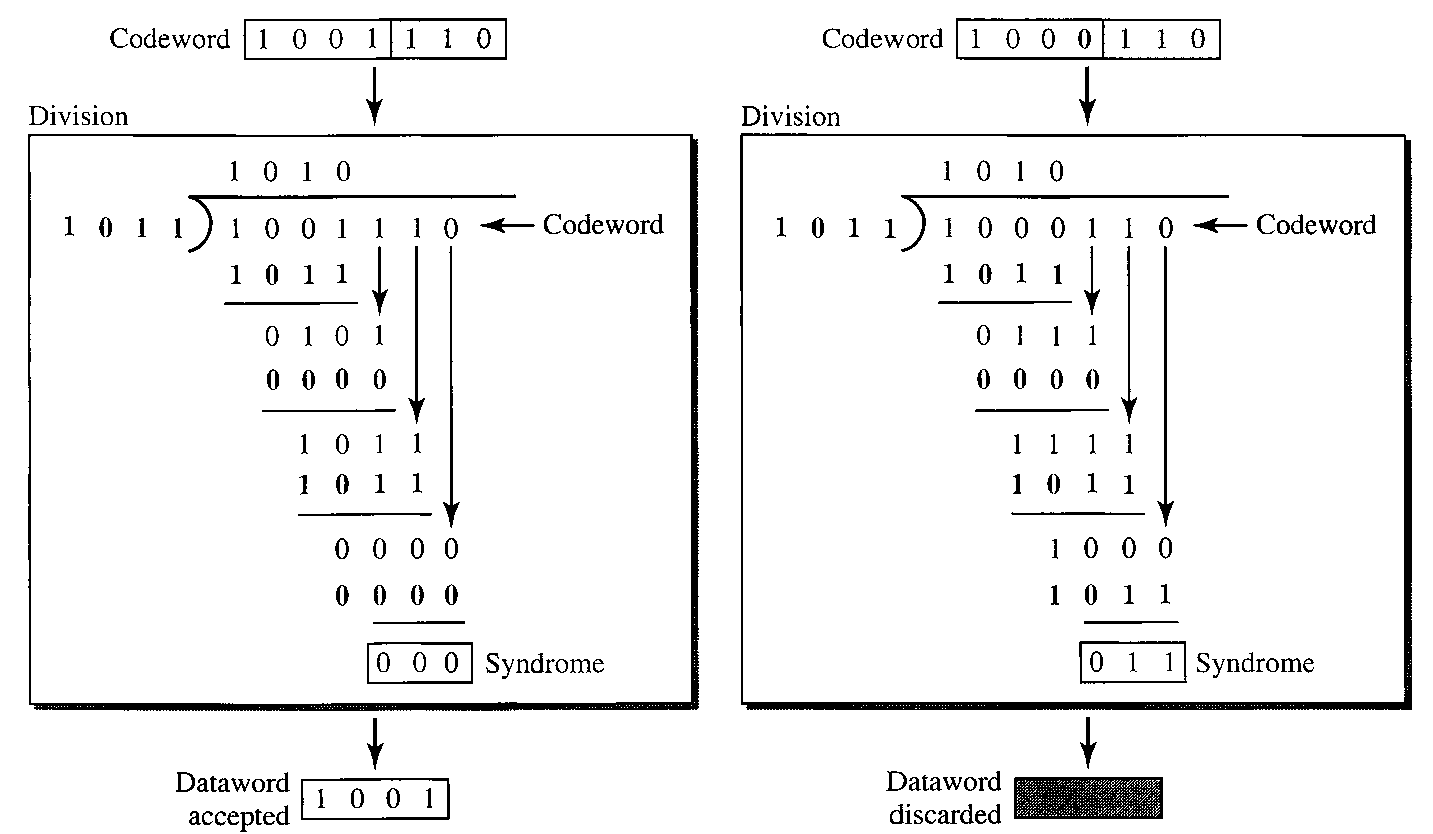 Codeword 1 0 0 1 1 1 0
Division
1 0 1 0
1 0 1 1 1 0 0 1 1 1 0 Codeword
1 0 1 1
0 1 0 1
0 0 0 0
1 0 1 1
1 0 1 1
0 0 0 0
0 0 0 0
0 0 0 Syndrome
Dataword
accepted
1 0 0 1
Codeword 1 0 0 0 1 1 0
Division
1 0 1 0
1 0 1 1 1 0 0 0 1 1 0 Codeword
1 0 1 1
0 1 1 1
0 0 0 0
1 1 1 1
1 0 1 1
1 0 0 0
1 0 1 1
0 1 1 Syndrome
Dataword
discarded